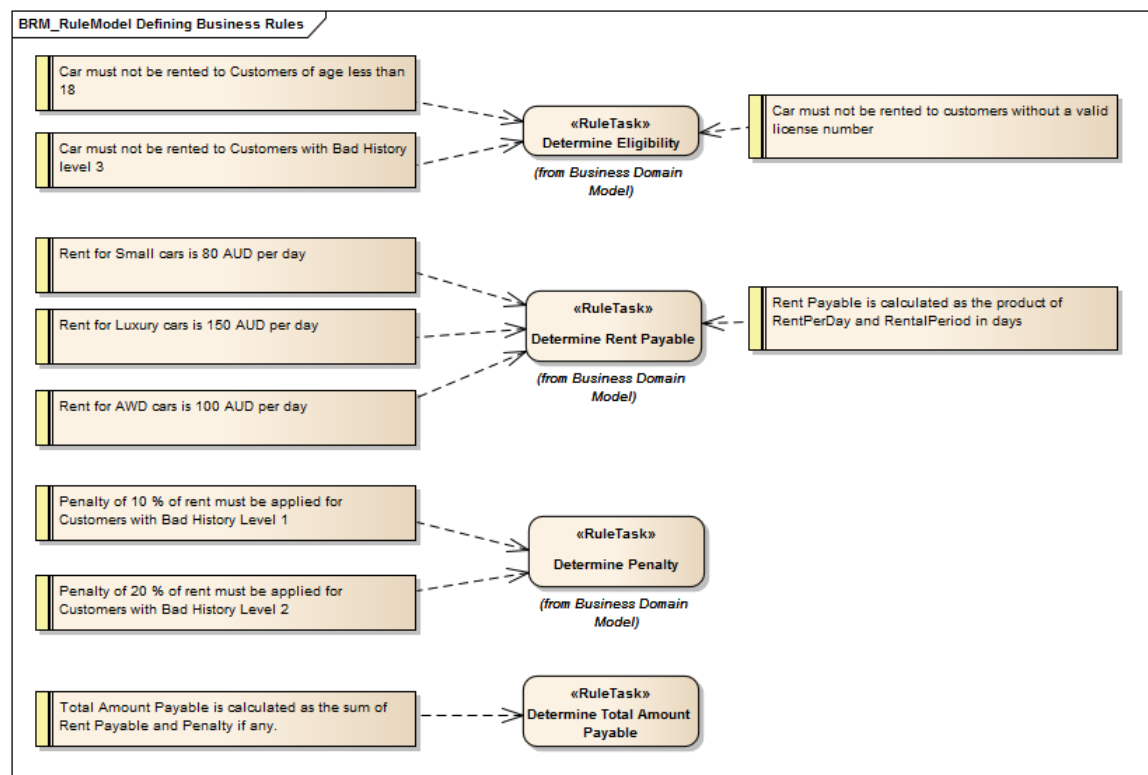 BRM_RuleModel Defining Business Rules
Car must not be rented to Customers of age less than
18
Car must not be rented to Customers with Bad History
level 3
«RuleTask»
Determine Eligibility
(from Business Domain
Model)
Car must not be rented to customers without a valid
license number
Rent for Small cars is 80 AUD per day
Rent for Luxury cars is 150 AUD per day
Rent for AWD cars is 100 AUD per day
«RuleTask»
Determine Rent Payable
(from Business Domain
Model)
Rent Payable is calculated as the product of
RentPerDay and RentalPeriod in days
Penalty of 10 % of rent must be applied for
Customers with Bad History Level 1
Penalty of 20 % of rent must be applied for
Customers with Bad History Level 2
«RuleTask»
Determine Penalty
(from Business Domain
Model)
Total Amount Payable is calculated as the sum of
Rent Payable and Penalty if any.
«RuleTask»
Determine Total Amount
Payable